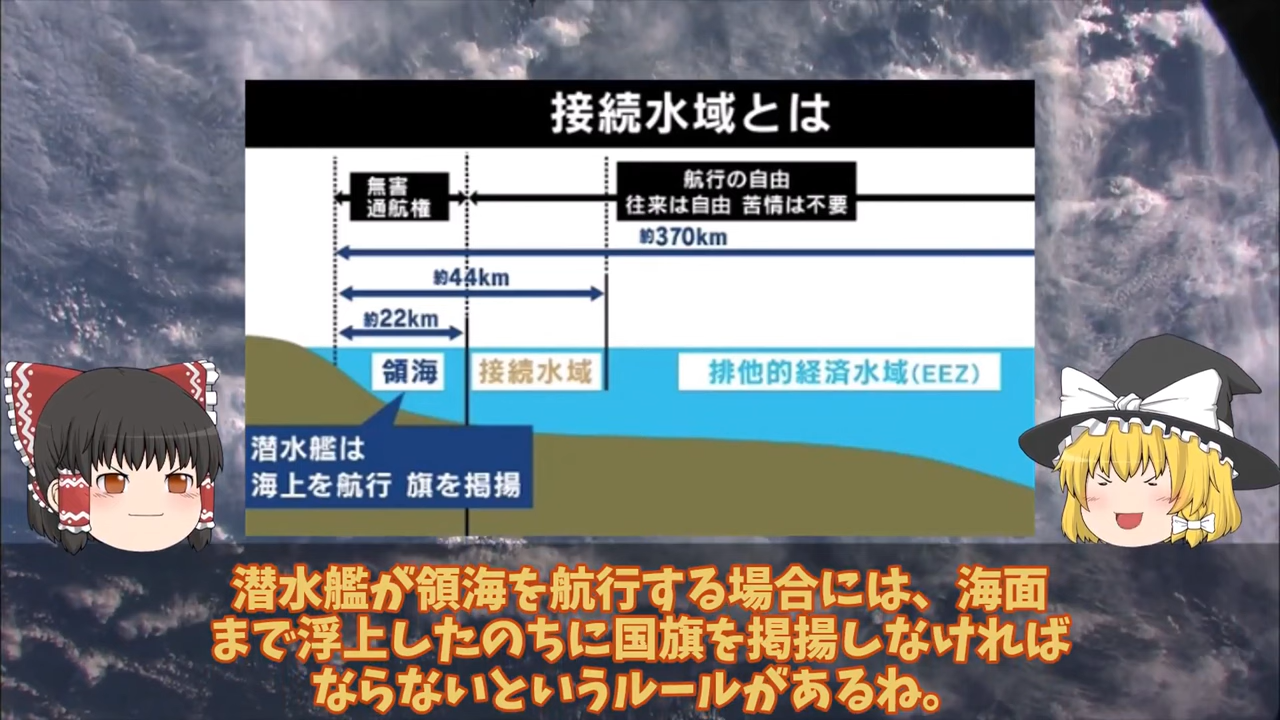 接続水域とは
無害
通航権
航行の自由
往来は自由 苦情は不要
約370km
約44km
約22km
領海
接続水域
排他的経済水域(EEZ)
潜水艦は
海上を航行 旗を掲揚
潜水艦が領海を航行する場合には、海面
まで浮上したのちに国旗を掲揚しなければ
ならないというルールがあるね。